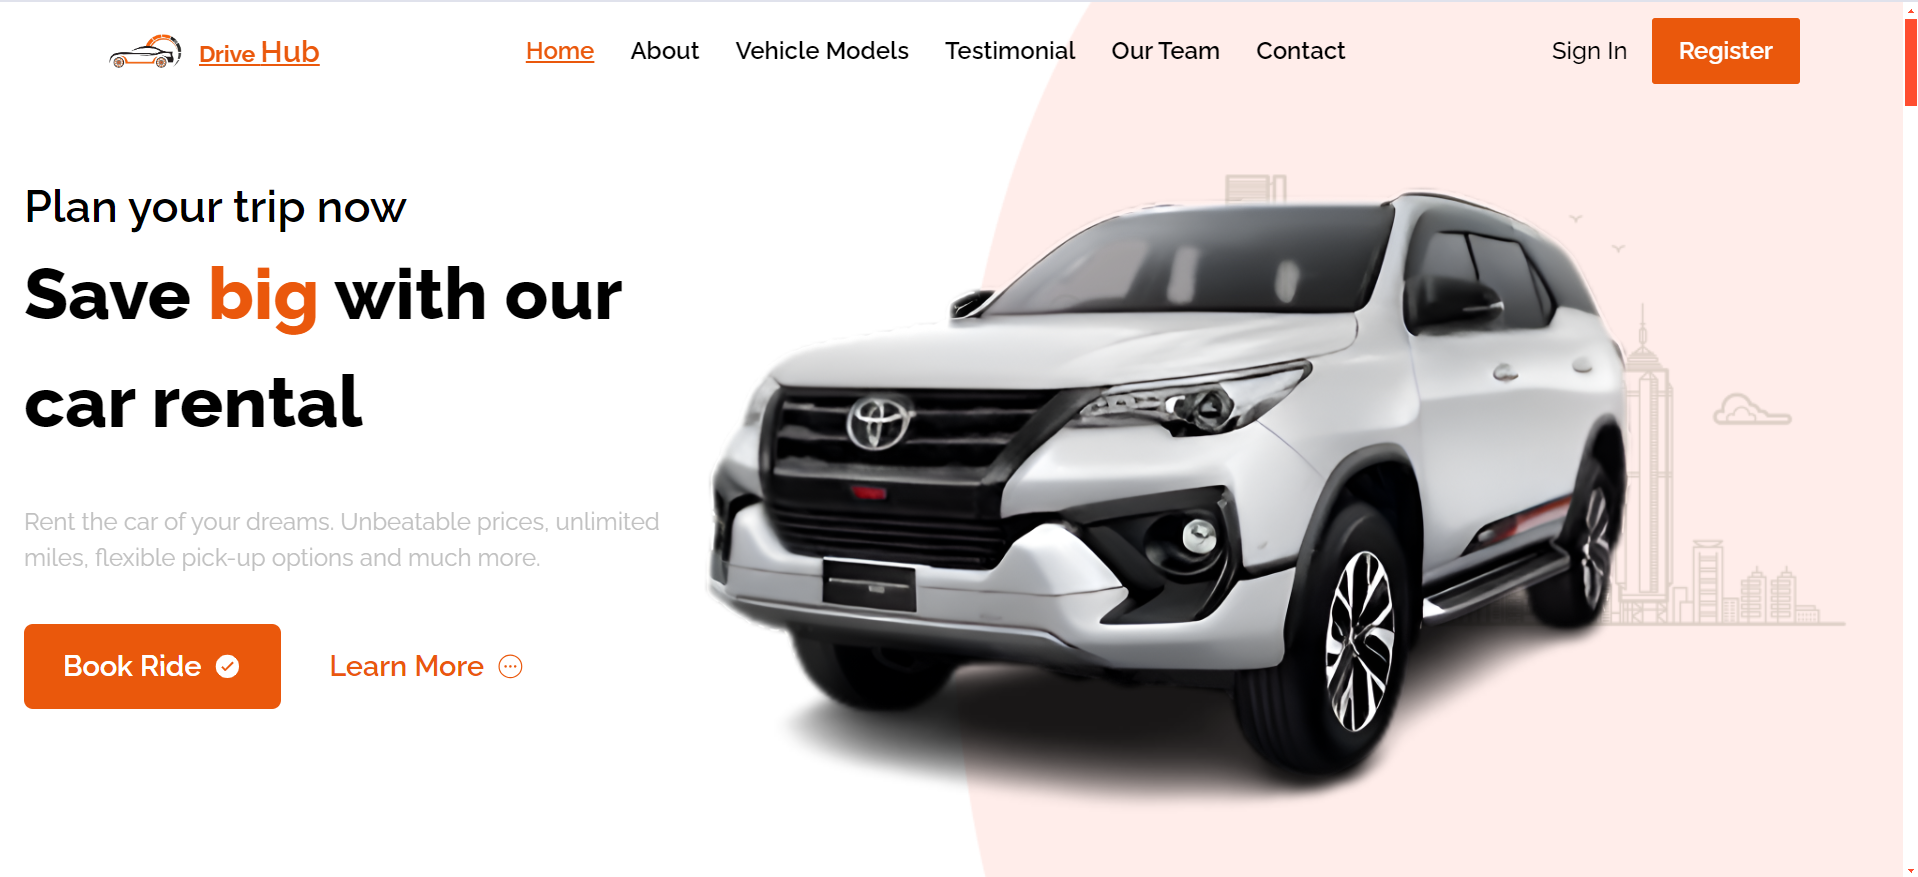 Drive Hub
Home About Vehicle Models Testimonial Our Team Contact
Sign In Register
Plan your trip now
Save big with our
car rental
Rent the car of your dreams. Unbeatable prices, unlimited
miles, flexible pick-up options and much more.
Book Ride
Learn More